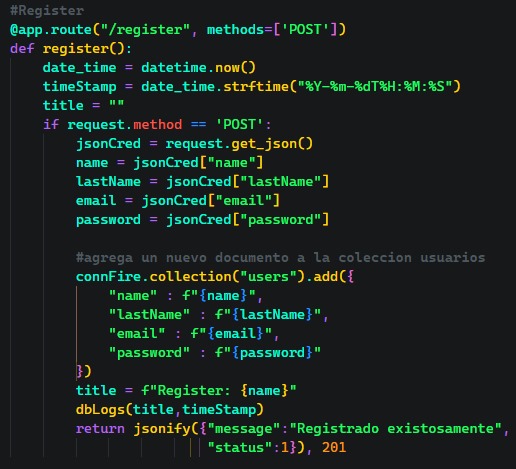 #Register
@app.route("/register", methods=['POST'])
def register():
    date_time = datetime.now()
    timeStamp = date_time.strftime("%Y-%m-%dT%H:%M:%S")
    title = ""
    if request.method == 'POST':
        jsonCred = request.get_json()
        name = jsonCred["name"]
        lastName = jsonCred["lastName"]
        email = jsonCred["email"]
        password = jsonCred["password"]

        #agrega un nuevo documento a la coleccion usuarios
        connFire.collection("users").add({
            "name" : f"{name}",
            "lastName" : f"{lastName}",
            "email" : f"{email}",
            "password" : f"{password}"
        })
        title = f"Register: {name}"
        dbLogs(title,timeStamp)
        return jsonify({"message":"Registrado existosamente",
                        "status":1}), 201